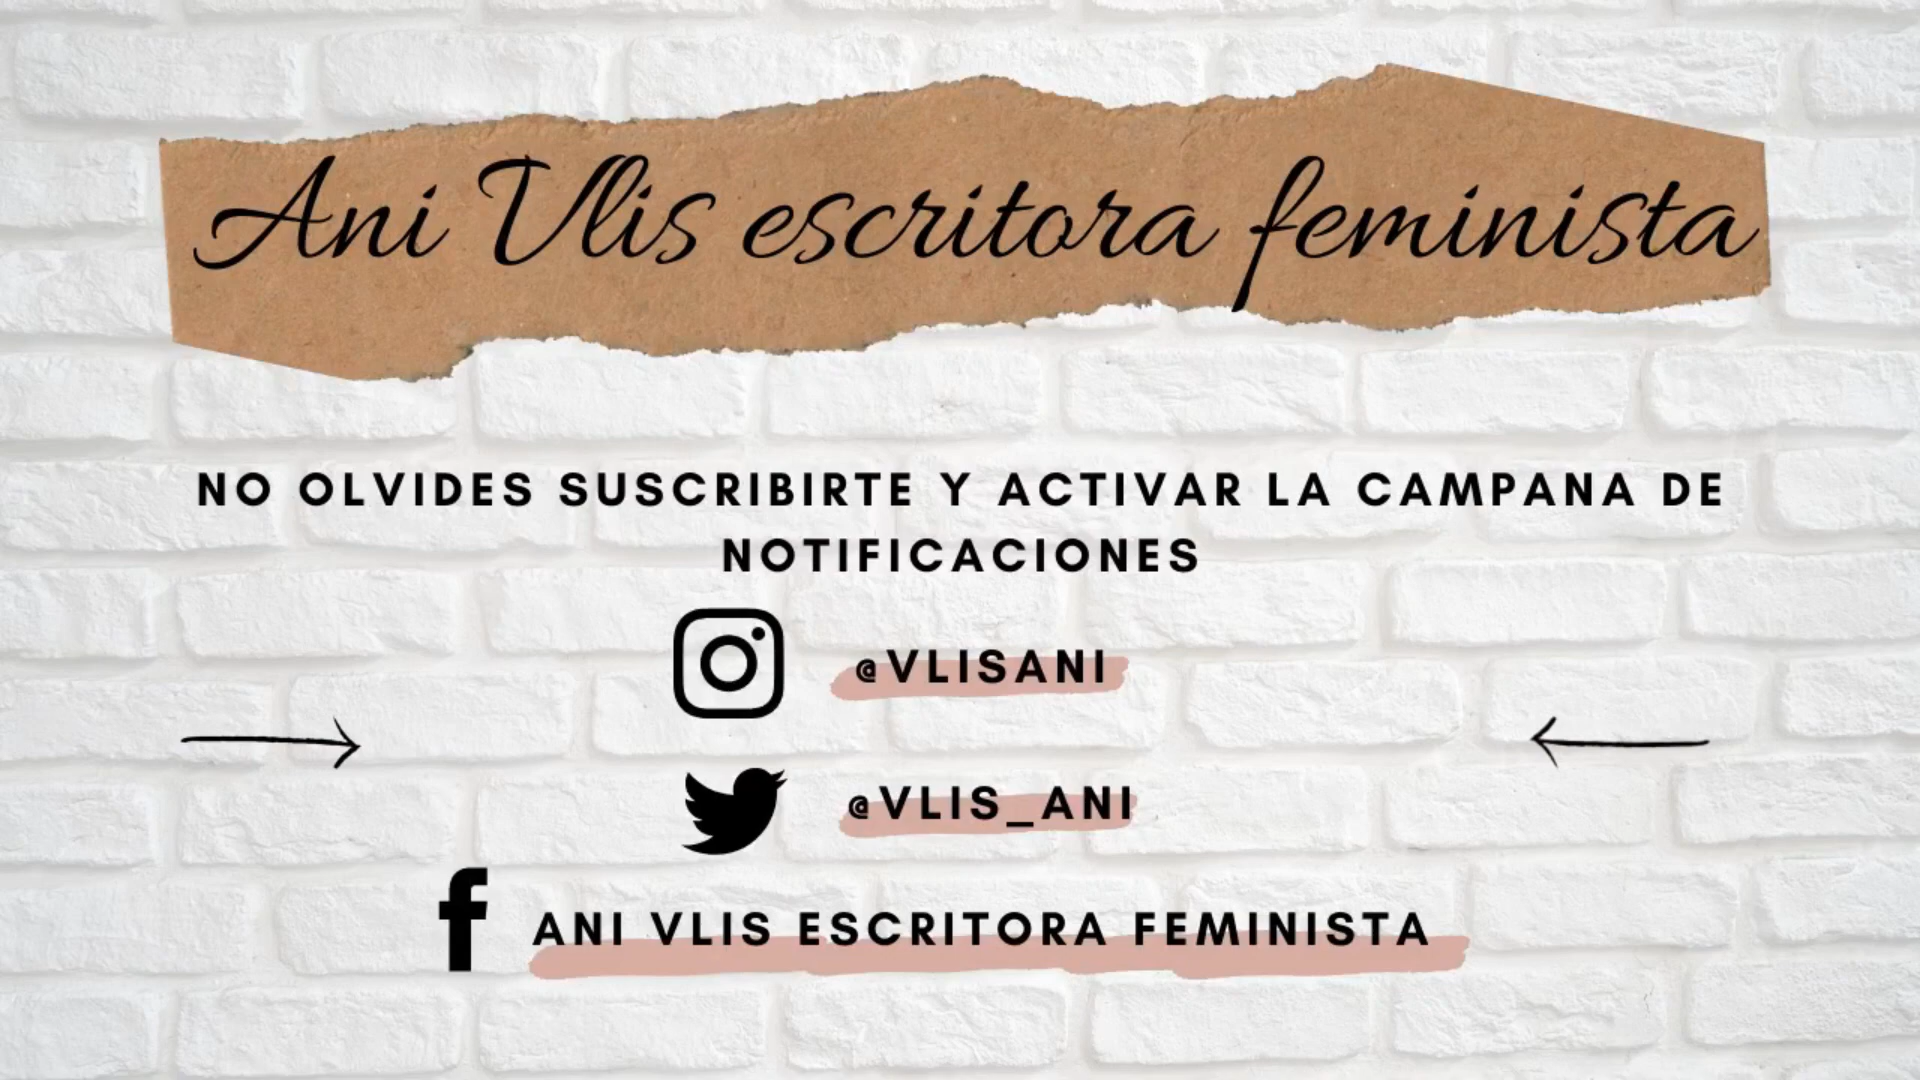 Ani Vlis escritora feminista
NO OLVIDES SUSCRIBIRTE Y ACTIVAR LA CAMPANA DE
NOTIFICACIONES
@VLISANI
@VLIS_ANI
ANI VLIS ESCRITORA FEMINISTA